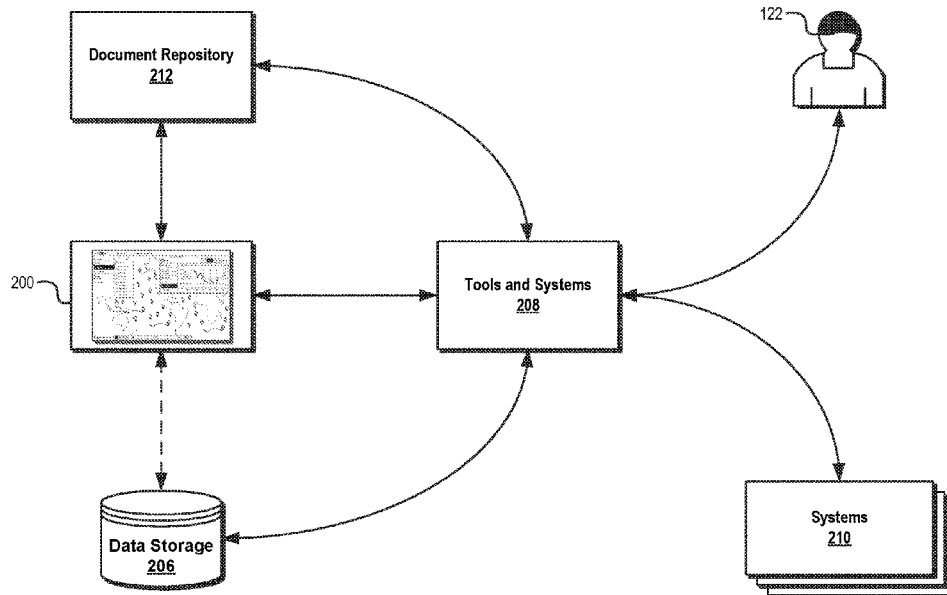 122
Document Repository
212
200
Tools and Systems
208
Data Storage
206
Systems
210